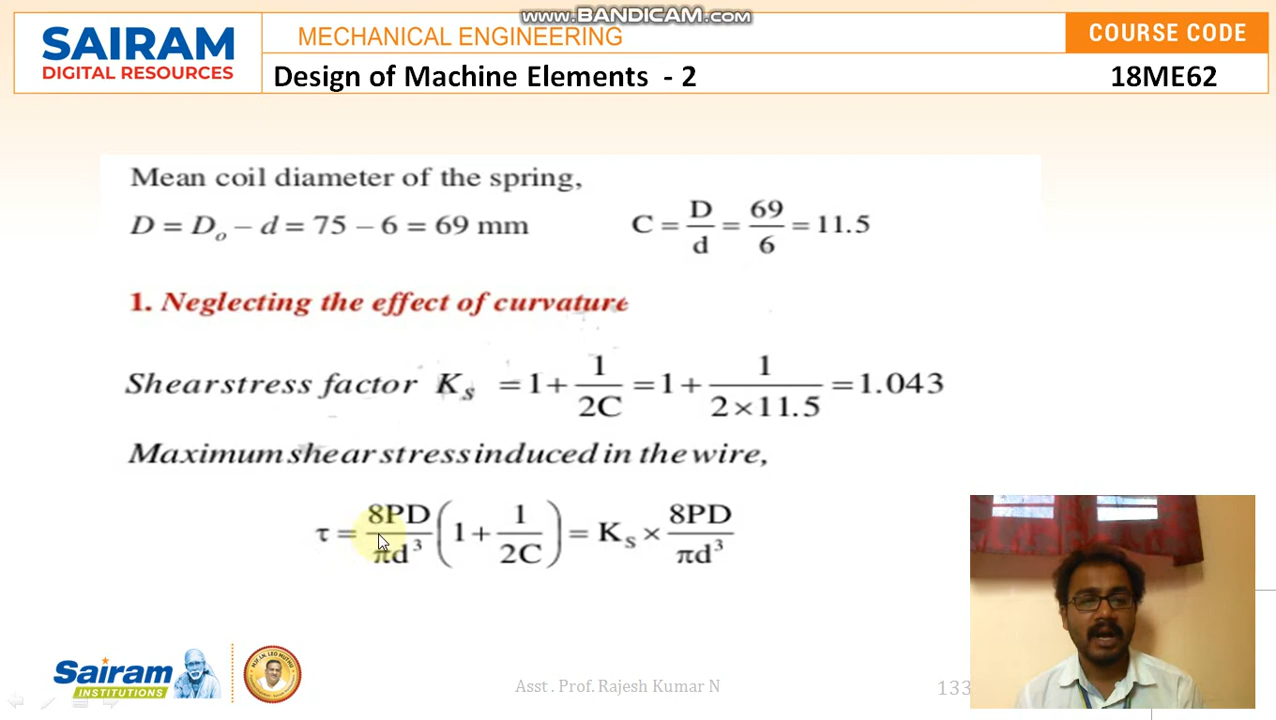 www.BANDICAM.com
SAIRAM
DIGITAL RESOURCES
MECHANICAL ENGINEERING
COURSE CODE
Design of Machine Elements - 2
18ME62
Mean coil diameter of the spring,
D = Dₒ – d = 75 – 6 = 69 mm
C = D/d = 69/6 = 11.5
1. Neglecting the effect of curvature
Shear stress factor Kₛ = 1 + 1/2C = 1 + 1/(2×11.5) = 1.043
Maximum shear stress induced in the wire,
τ = 8PD/πd³ (1 + 1/2C) = Kₛ × 8PD/πd³
Sairam
INSTITUTIONS
Asst . Prof. Rajesh Kumar N
133